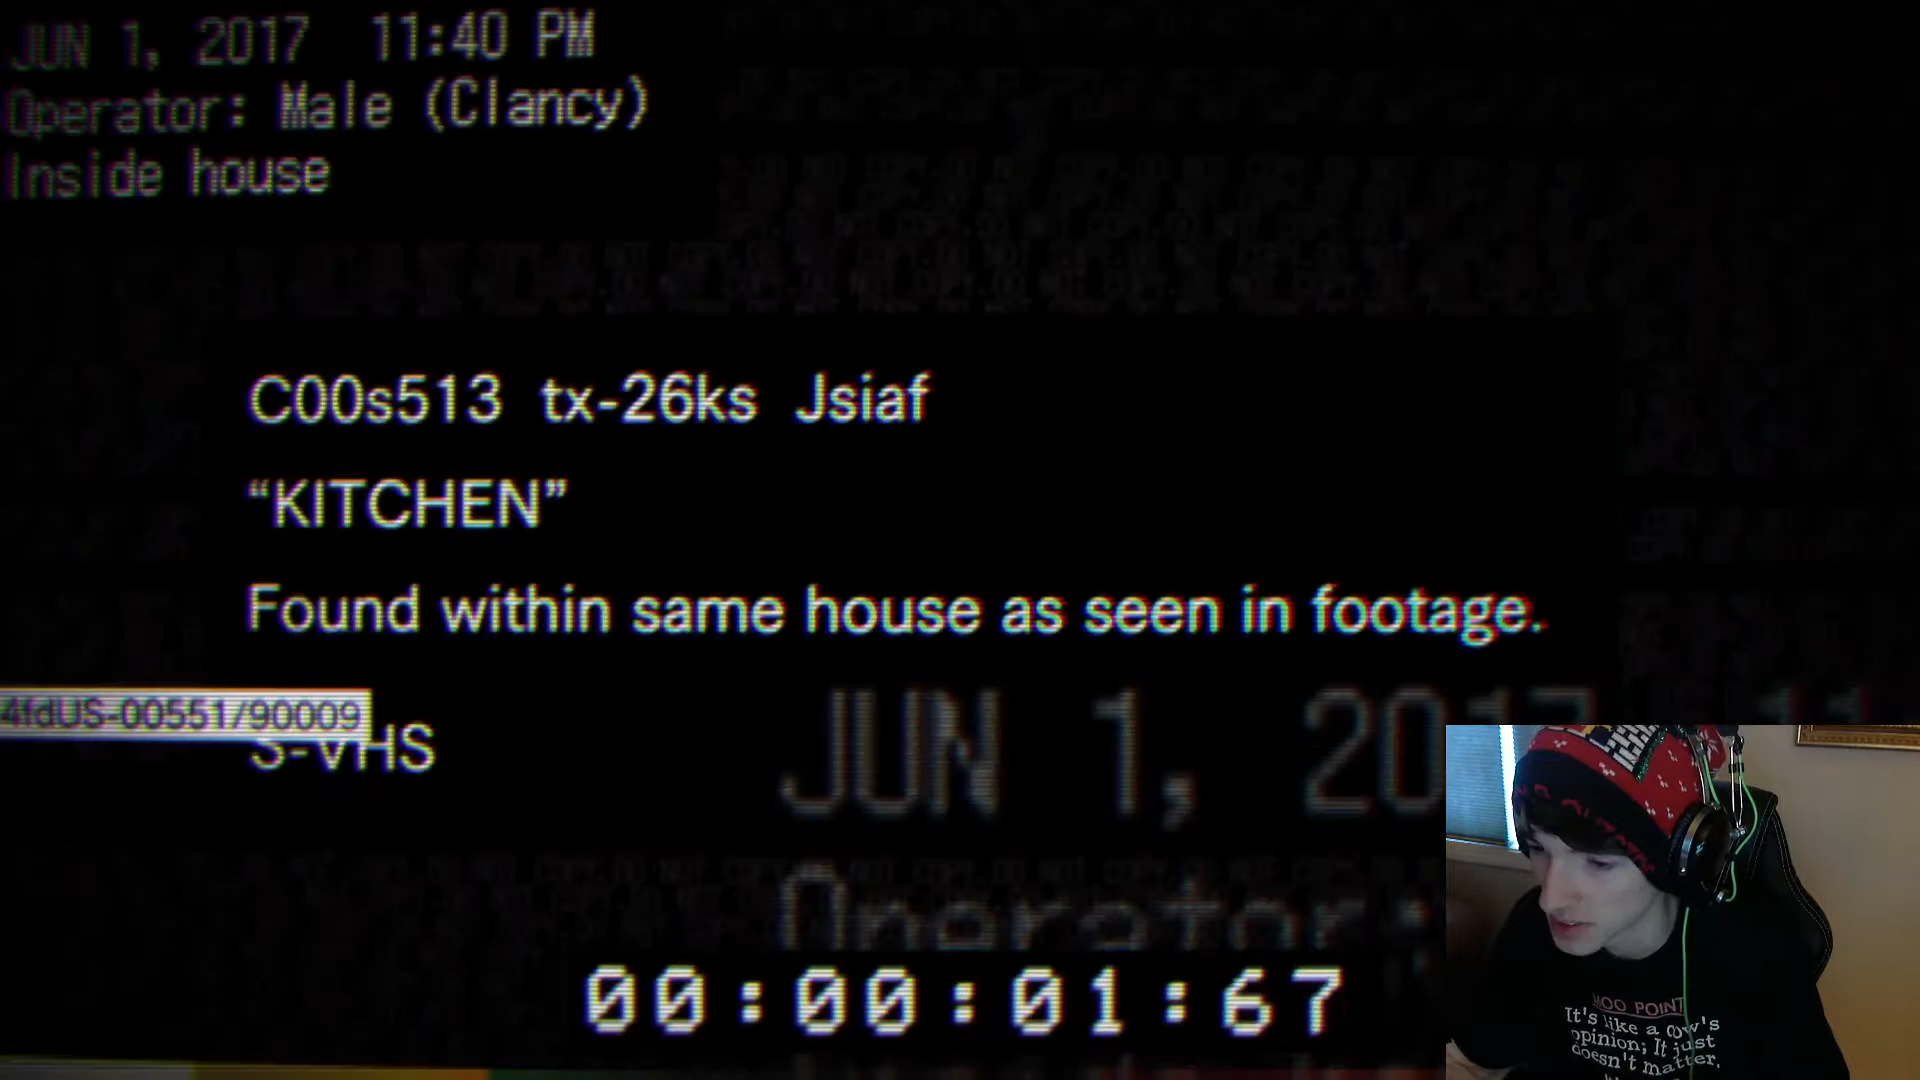 JUN 1, 2017 11:40 PM
Operator: Male (Clancy)
Inside house
C00s513 tx-26ks Jsiaf
“KITCHEN”
Found within same house as seen in footage.
4fdUS-00551/90009
S-VHS
JUN 1, 20
Operator:
00:00:01:67
MOO POINT
It's like a cow's
opinion; It just
doesn't matter.